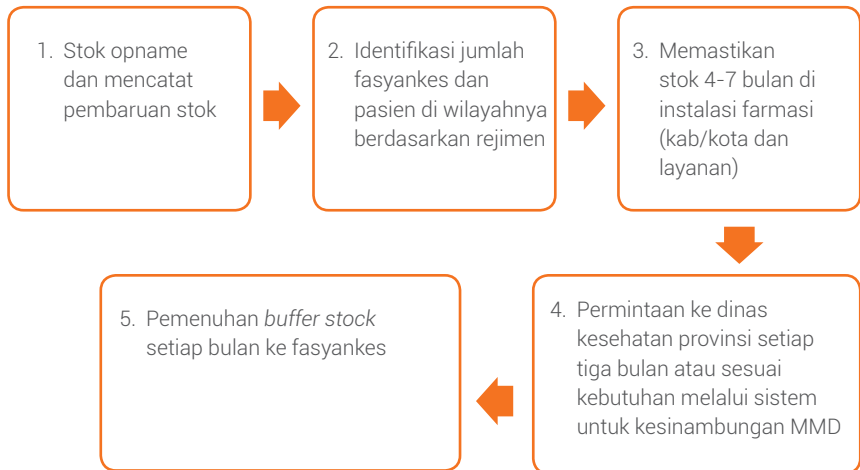 1. Stok opname
dan mencatat
pembaruan stok
2. Identifikasi jumlah
fasyankes dan
pasien di wilayahnya
berdasarkan rejimen
3. Memastikan
stok 4-7 bulan di
instalasi farmasi
(kab/kota dan
layanan)
4. Permintaan ke dinas
kesehatan provinsi setiap
tiga bulan atau sesuai
kebutuhan melalui sistem
untuk kesinambungan MMD
5. Pemenuhan buffer stock
setiap bulan ke fasyankes